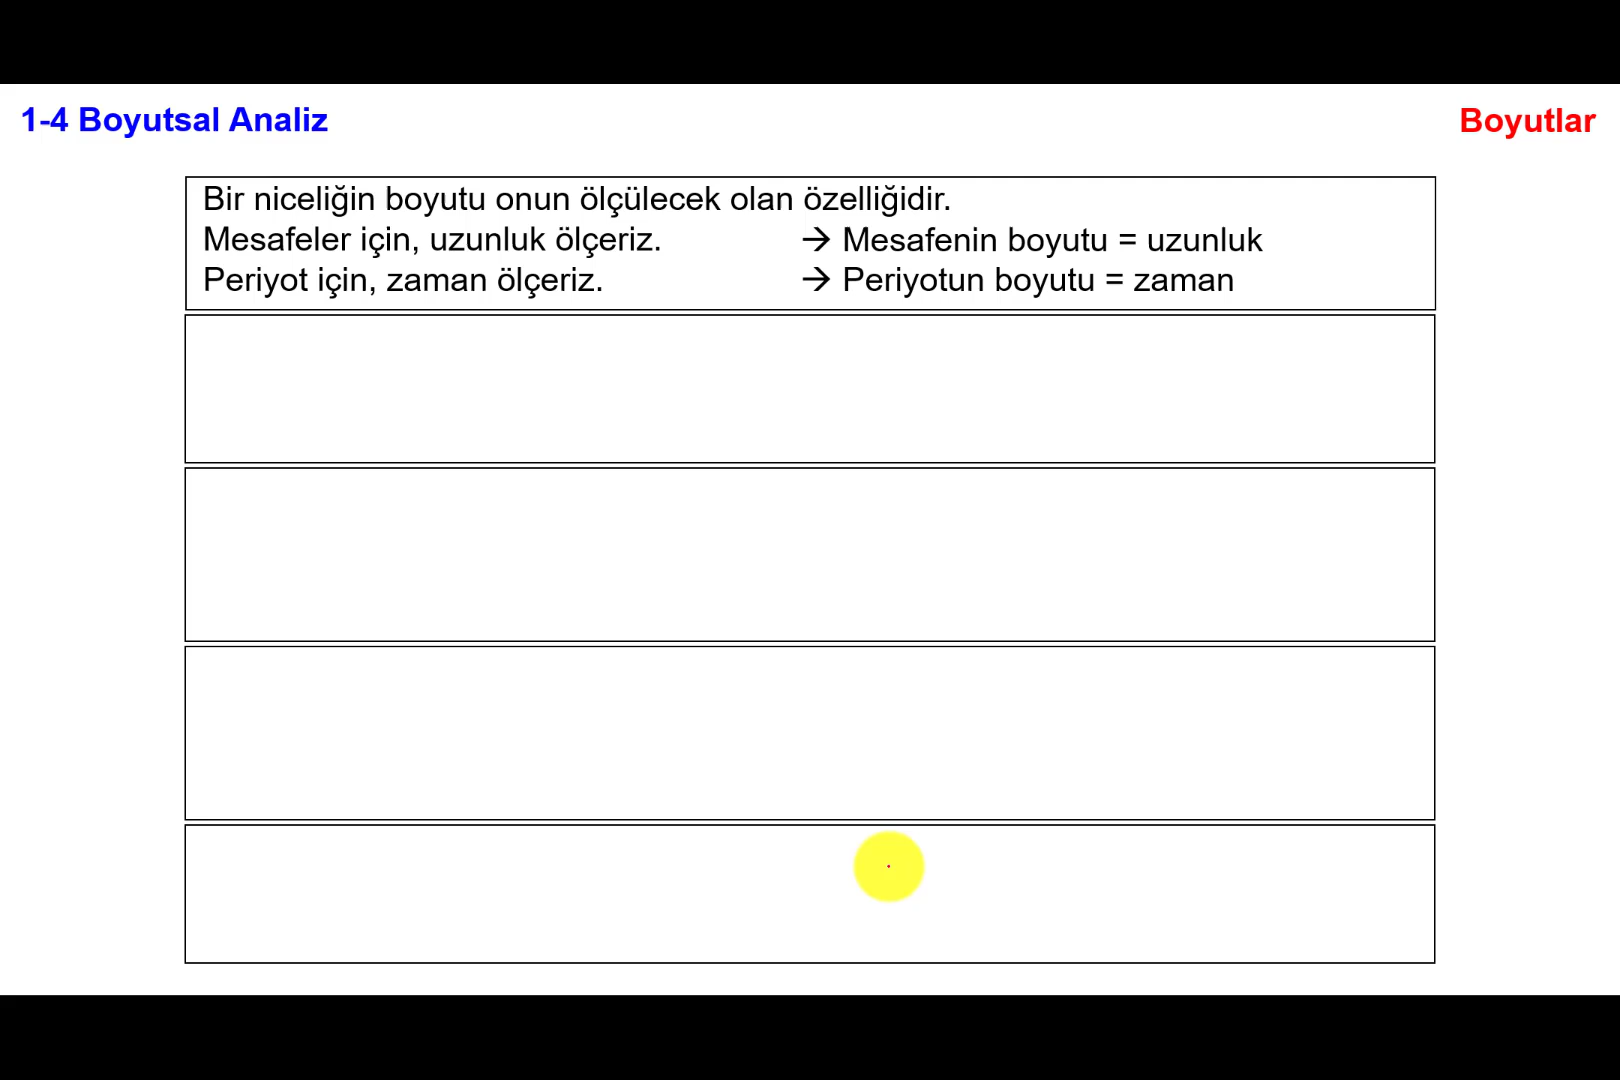 1-4 Boyutsal Analiz
Boyutlar
Bir niceliğin boyutu onun ölçülecek olan özelliğidir.
Mesafeler için, uzunluk ölçeriz. → Mesafenin boyutu = uzunluk
Periyot için, zaman ölçeriz. → Periyotun boyutu = zaman